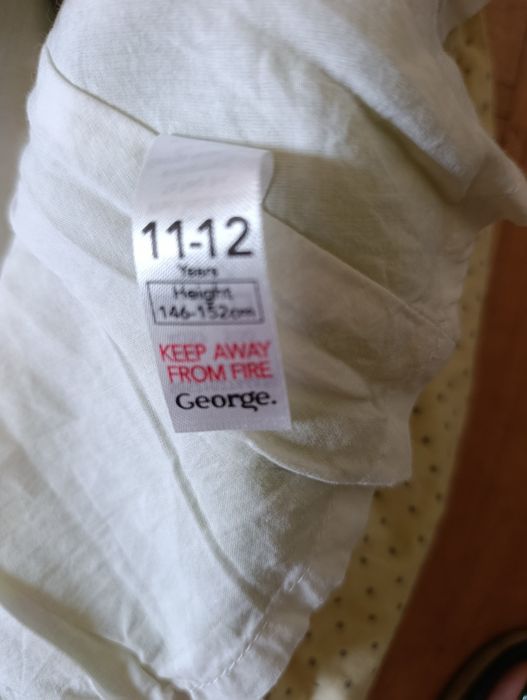 11-12
Years
Height
146-152cm
KEEP AWAY
FROM FIRE
George.